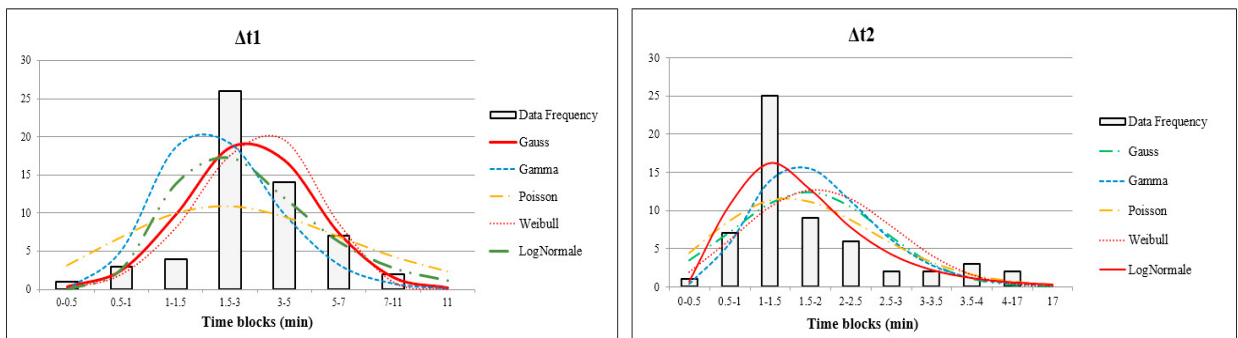 Δt1
30
25
20
15
10
5
0
0-0.5 0.5-1 1-1.5 1.5-3 3-5 5-7 7-11 11
Time blocks (min)
Data Frequency
Gauss
Gamma
Poisson
Weibull
LogNormale
Δt2
30
25
20
15
10
5
0
0-0.5 0.5-1 1-1.5 1.5-2 2-2.5 2.5-3 3-3.5 3.5-4 4-17 17
Time blocks (min)
Data Frequency
Gauss
Gamma
Poisson
Weibull
LogNormale